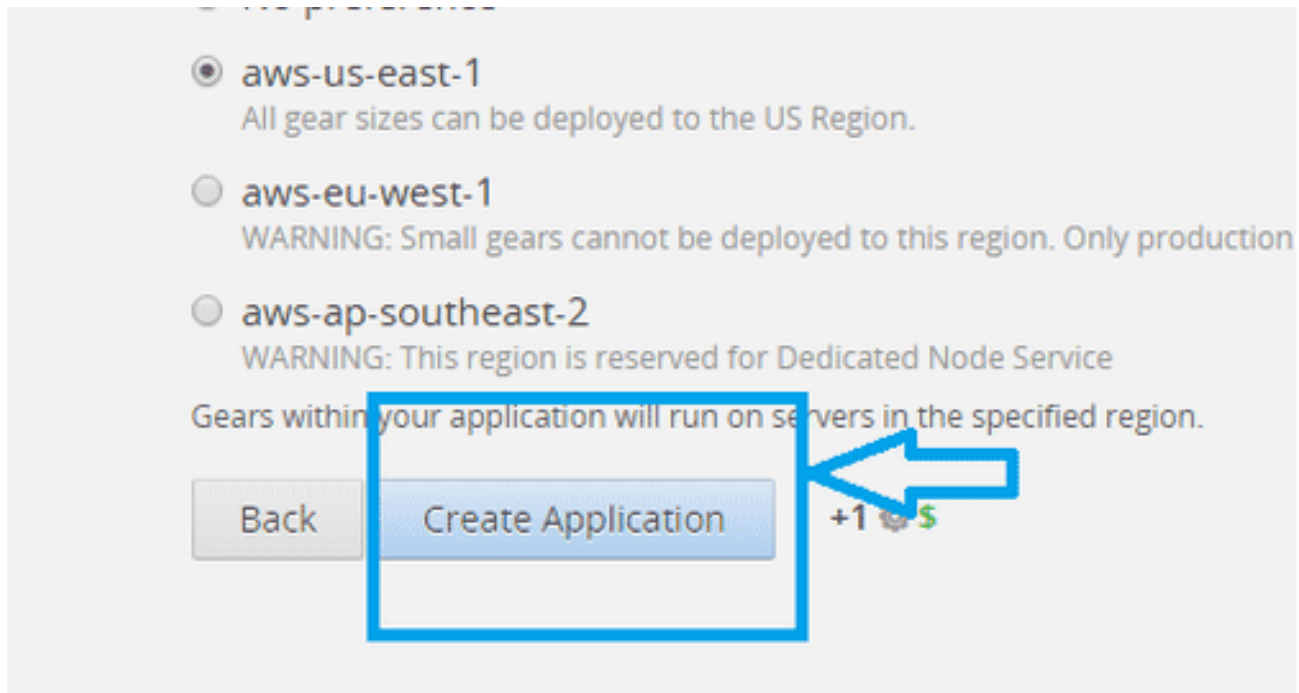 No preference
aws-us-east-1
All gear sizes can be deployed to the US Region.
aws-eu-west-1
WARNING: Small gears cannot be deployed to this region. Only production
aws-ap-southeast-2
WARNING: This region is reserved for Dedicated Node Service
Gears within your application will run on servers in the specified region.
Back Create Application +1 $